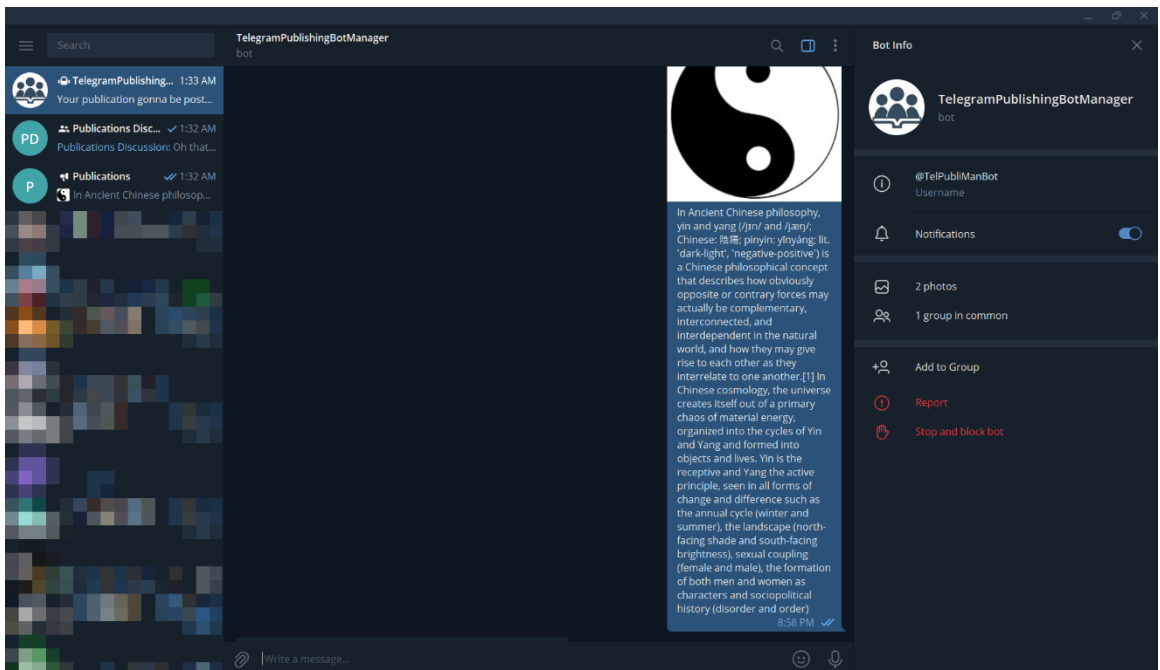 Search
TelegramPublishing... 1:33 AM
Your publication gonna be post...
PD
Publications Disc... 1:32 AM
Publications Discussion: Oh that...
P
Publications 1:32 AM
In Ancient Chinese philosop...
TelegramPublishingBotManager
bot
In Ancient Chinese philosophy,
yin and yang (/jɪn/ and /jæŋ/;
Chinese: 陰陽; pinyin: yīnyáng; lit.
'dark-light', 'negative-positive') is
a Chinese philosophical concept
that describes how obviously
opposite or contrary forces may
actually be complementary,
interconnected, and
interdependent in the natural
world, and how they may give
rise to each other as they
interrelate to one another.[1] In
Chinese cosmology, the universe
creates itself out of a primary
chaos of material energy,
organized into the cycles of Yin
and Yang and formed into
objects and lives. Yin is the
receptive and Yang the active
principle, seen in all forms of
change and difference such as
the annual cycle (winter and
summer), the landscape (north-
facing shade and south-facing
brightness), sexual coupling
(female and male), the formation
of both men and women as
characters and sociopolitical
history (disorder and order)
8:58 PM
Write a message...
Bot Info
TelegramPublishingBotManager
bot
@TelPubliManBot
Username
Notifications
2 photos
1 group in common
Add to Group
Report
Stop and block bot